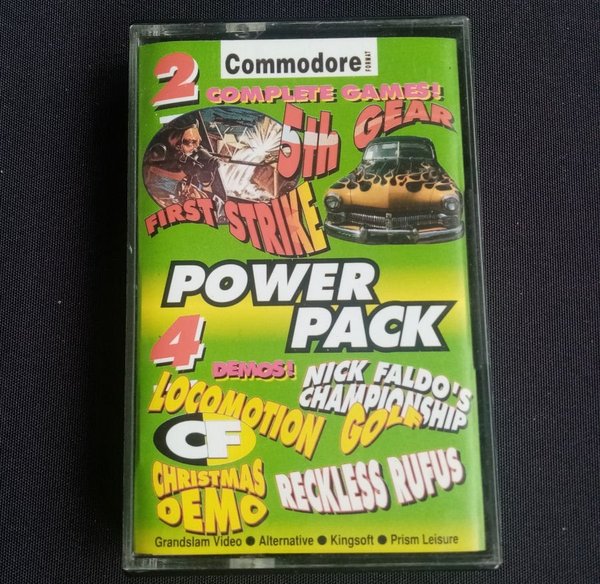 Commodore FORMAT
2 COMPLETE GAMES!
5th GEAR
FIRST STRIKE
POWER PACK
4 DEMOS!
LOCOMOTION
NICK FALDO'S CHAMPIONSHIP GOLF
CF CHRISTMAS DEMO
RECKLESS RUFUS
Grandslam Video ● Alternative ● Kingsoft ● Prism Leisure